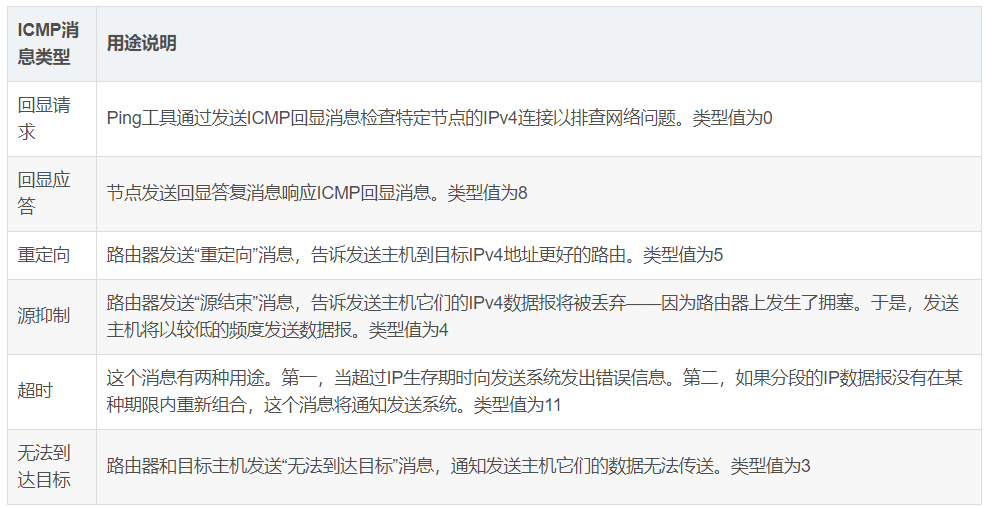 ICMP消
息类型
用途说明
回显请
求
Ping工具通过发送ICMP回显消息检查特定节点的IPv4连接以排查网络问题。类型值为0
回显应
答
节点发送回显答复消息响应ICMP回显消息。类型值为8
重定向
路由器发送“重定向”消息，告诉发送主机到目标IPv4地址更好的路由。类型值为5
源抑制
路由器发送“源结束”消息，告诉发送主机它们的IPv4数据报将被丢弃——因为路由器上发生了拥塞。于是，发送
主机将以较低的频度发送数据报。类型值为4
超时
这个消息有两种用途。第一，当超过IP生存期时向发送系统发出错误信息。第二，如果分段的IP数据报没有在某
种期限内重新组合，这个消息将通知发送系统。类型值为11
无法到
达目标
路由器和目标主机发送“无法到达目标”消息，通知发送主机它们的数据无法传送。类型值为3